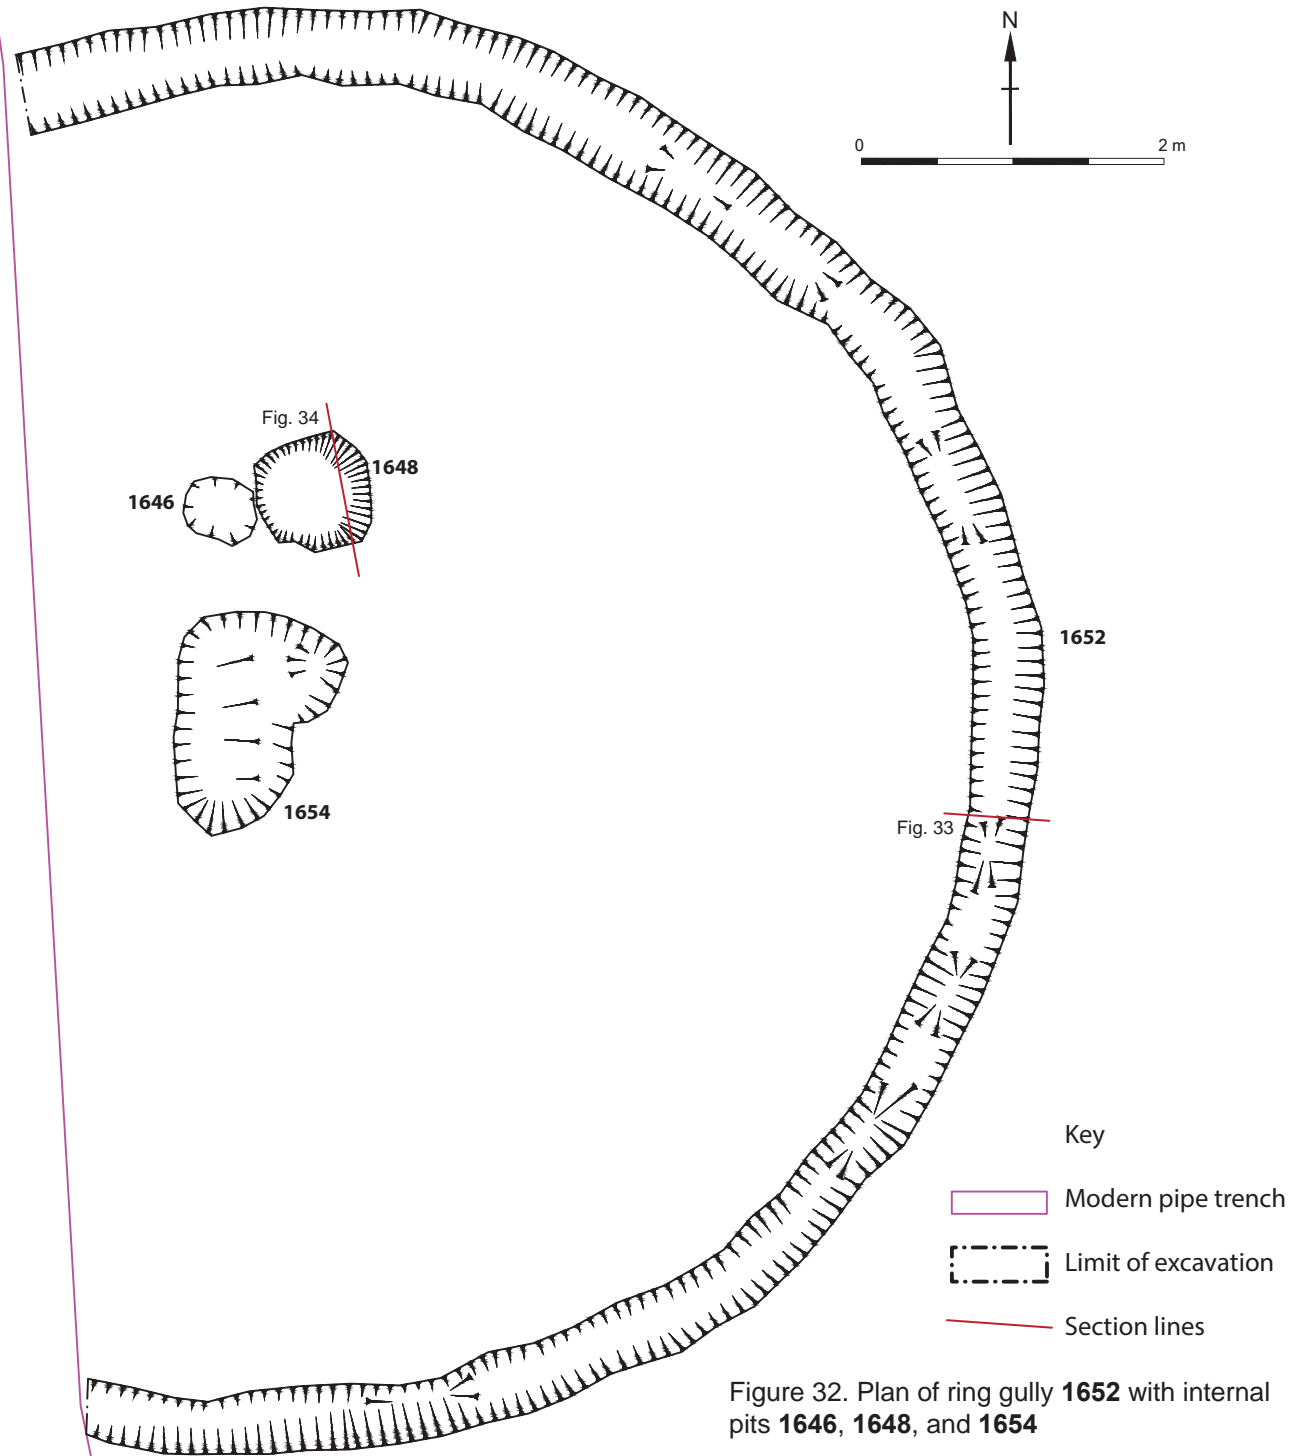 N
0
2 m
Fig. 34
1648
1646
1652
1654
Fig. 33
Key
Modern pipe trench
Limit of excavation
Section lines
Figure 32. Plan of ring gully 1652 with internal
pits 1646, 1648, and 1654